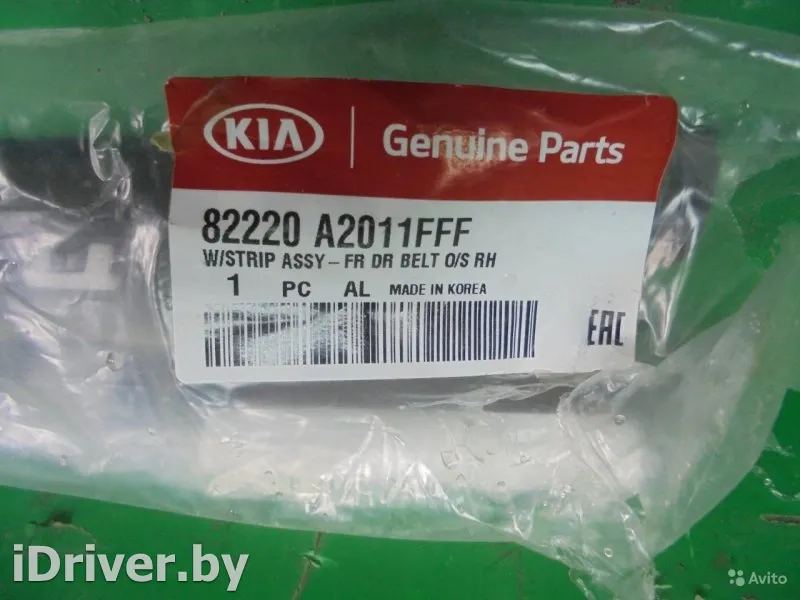 KIA Genuine Parts
82220 A2011FFF
W/STRIP ASSY-FR DR BELT O/S RH
1 PC AL MADE IN KOREA
EAC
iDriver.by
Avito